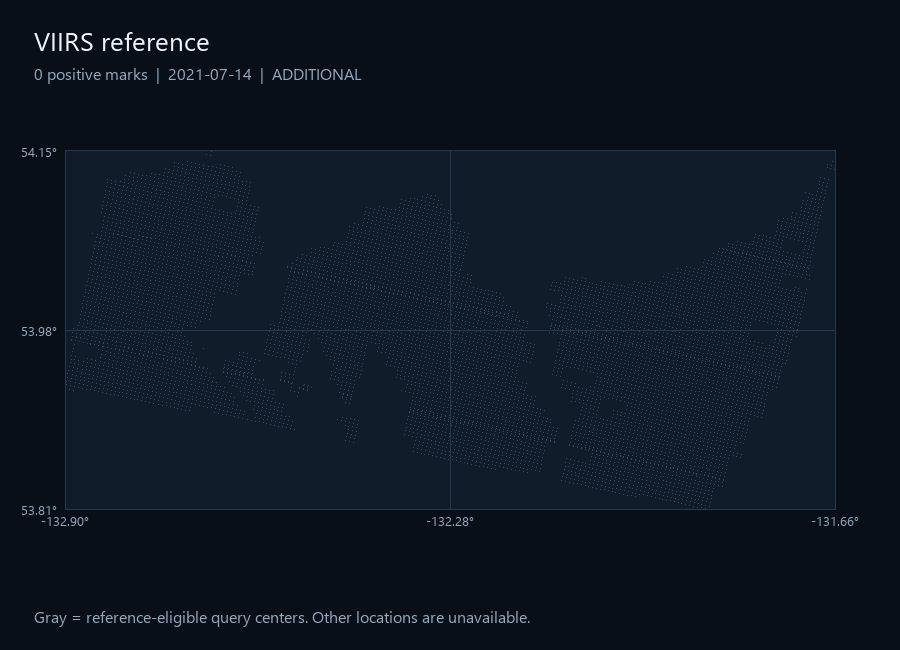 VIIRS reference
0 positive marks | 2021-07-14 | ADDITIONAL
54.15°
53.98°
53.81°
-132.90°
-132.28°
-131.66°
Gray = reference-eligible query centers. Other locations are unavailable.